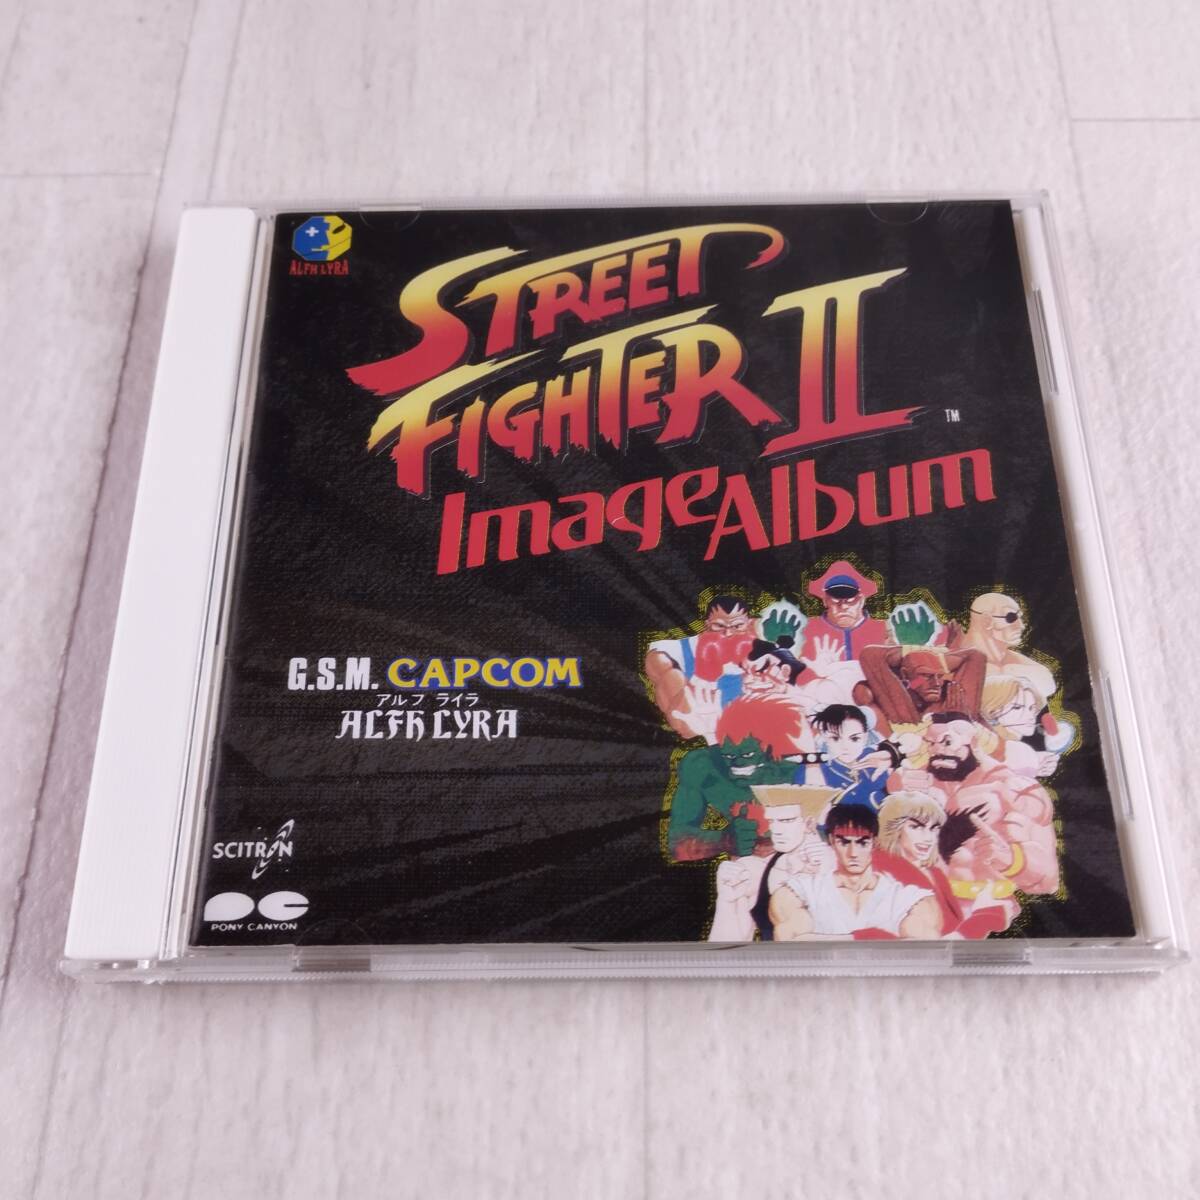 ALFH LYRA
STREET
FIGHTER II
TM
Image Album
G.S.M. CAPCOM
アルフ ライラ
ALFH LYRA
SCITRON
PONY CANYON